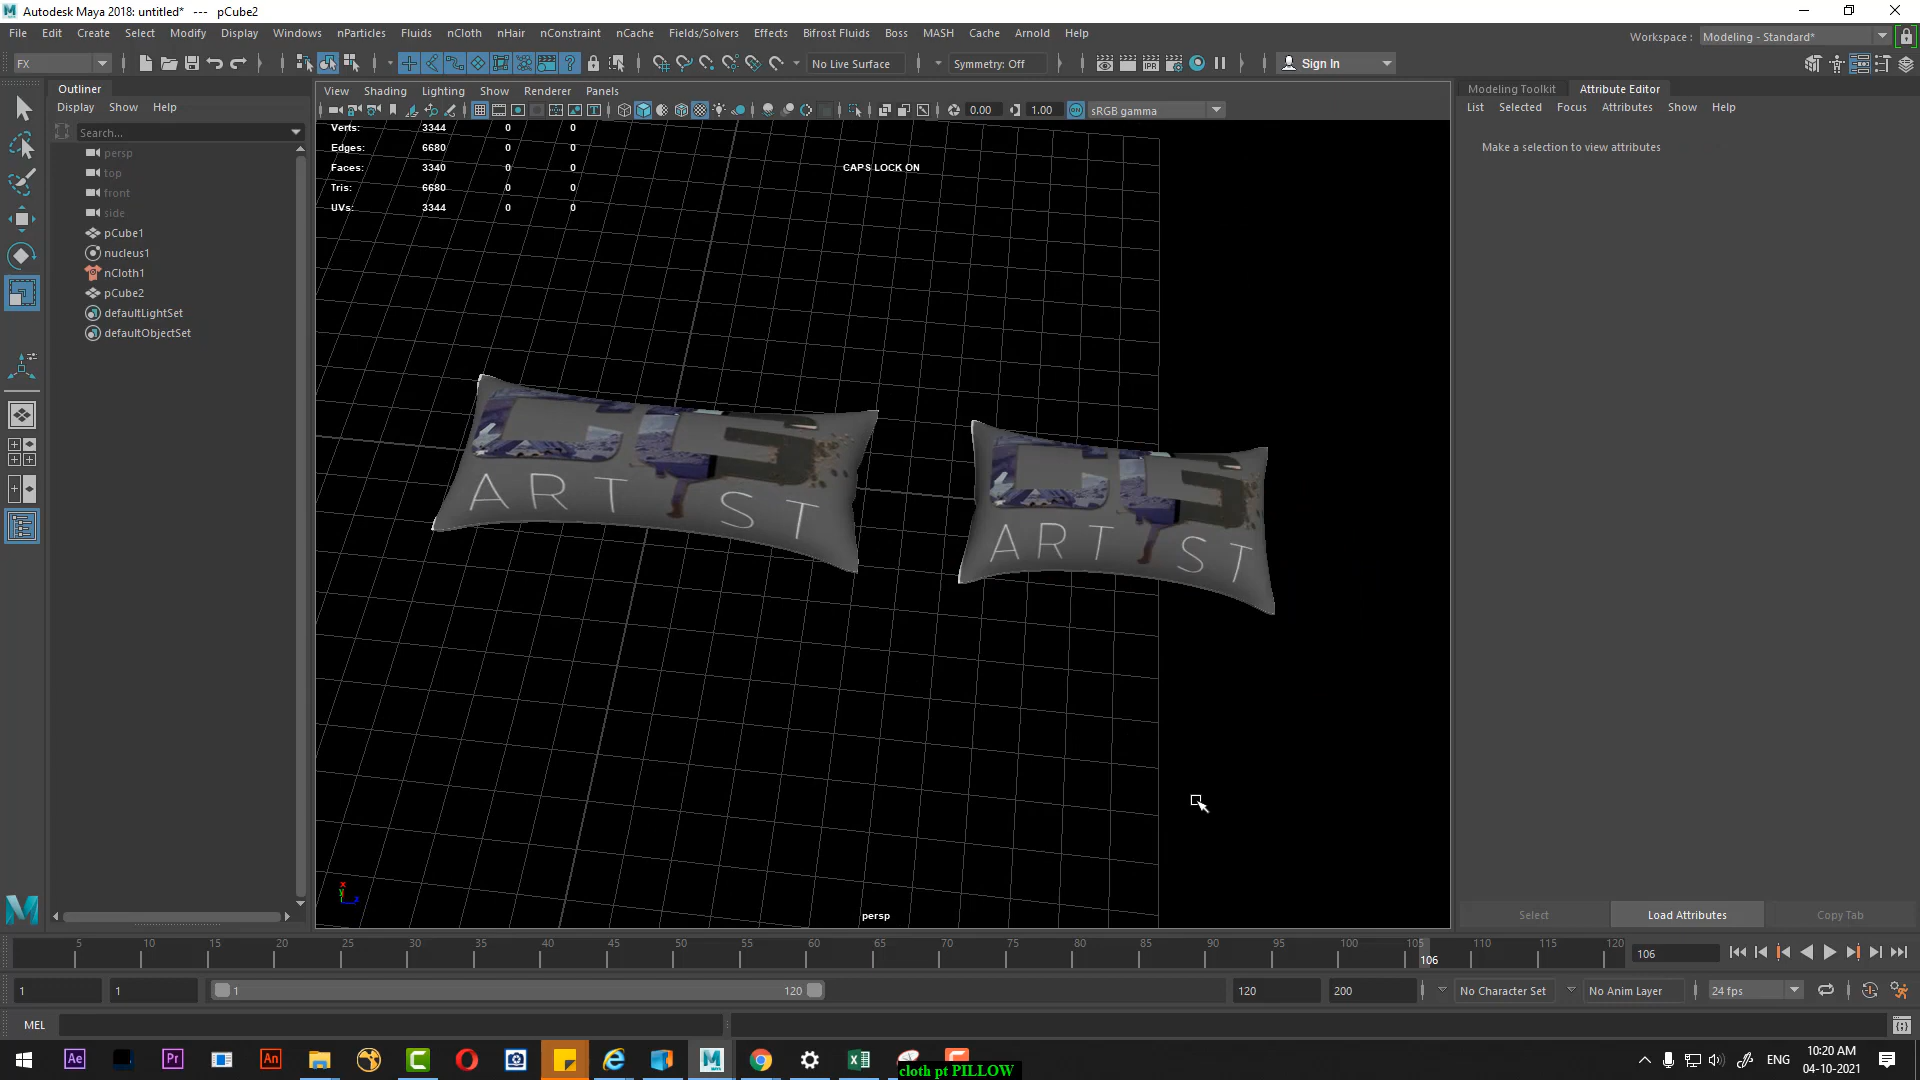 Autodesk Maya 2018: untitled* --- pCube2
File Edit Create Select Modify Display Windows nParticles Fluids nCloth nHair nConstraint nCache Fields/Solvers Effects Bifrost Fluids Boss MASH Cache Arnold Help
Workspace : Modeling - Standard*
FX No Live Surface Symmetry: Off Sign In
Outliner
Display Show Help
Search...
persp
top
front
side
pCube1
nucleus1
nCloth1
pCube2
defaultLightSet
defaultObjectSet
View Shading Lighting Show Renderer Panels
0.00 1.00 sRGB gamma
Verts: 3344 0 0
Edges: 6680 0 0
Faces: 3340 0 0
Tris: 6680 0 0
UVs: 3344 0 0
CAPS LOCK ON
ART ST
ART ST
persp
Modeling Toolkit Attribute Editor
List Selected Focus Attributes Show Help
Make a selection to view attributes
Select Load Attributes Copy Tab
5 10 15 20 25 30 35 40 45 50 55 60 65 70 75 80 85 90 95 100 105 110 115 120
106
106
1 1 1 120 120 200 No Character Set No Anim Layer 24 fps
MEL
ENG
10:20 AM
04-10-2021
cloth pt PILLOW